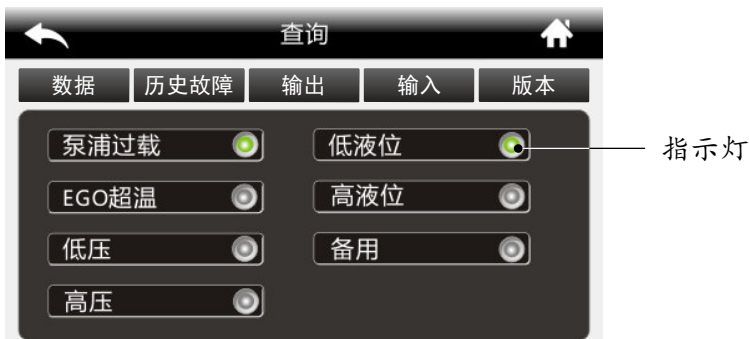 查询
数据 历史故障 输出 输入 版本
泵浦过载 低液位 指示灯
EGO超温 高液位
低压 备用
高压